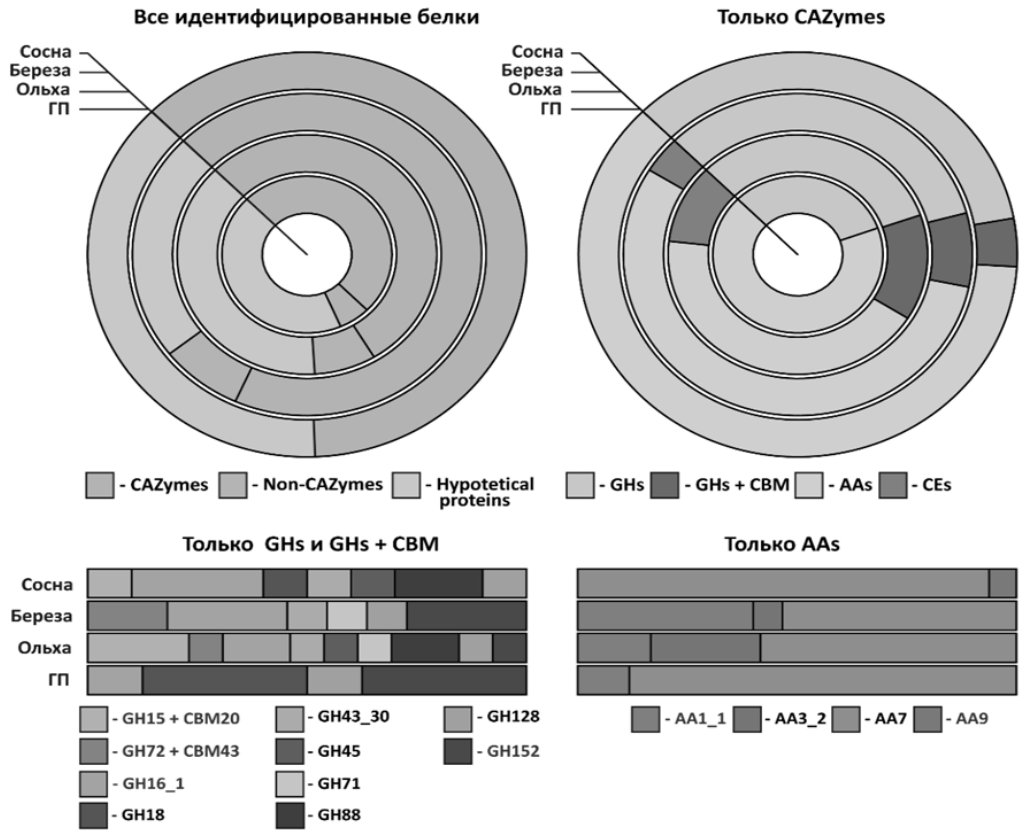 Все идентифицированные белки
Только CAZymes
Сосна
Береза
Ольха
ГП
Сосна
Береза
Ольха
ГП
- CAZymes - Non-CAZymes - Hypotetical proteins
- GHs - GHs + CBM - AAs - CEs
Только GHs и GHs + CBM
Только AAs
Сосна
Береза
Ольха
ГП
- GH15 + CBM20 - GH43_30 - GH128
- GH72 + CBM43 - GH45 - GH152
- GH16_1 - GH71
- GH18 - GH88
- AA1_1 - AA3_2 - AA7 - AA9